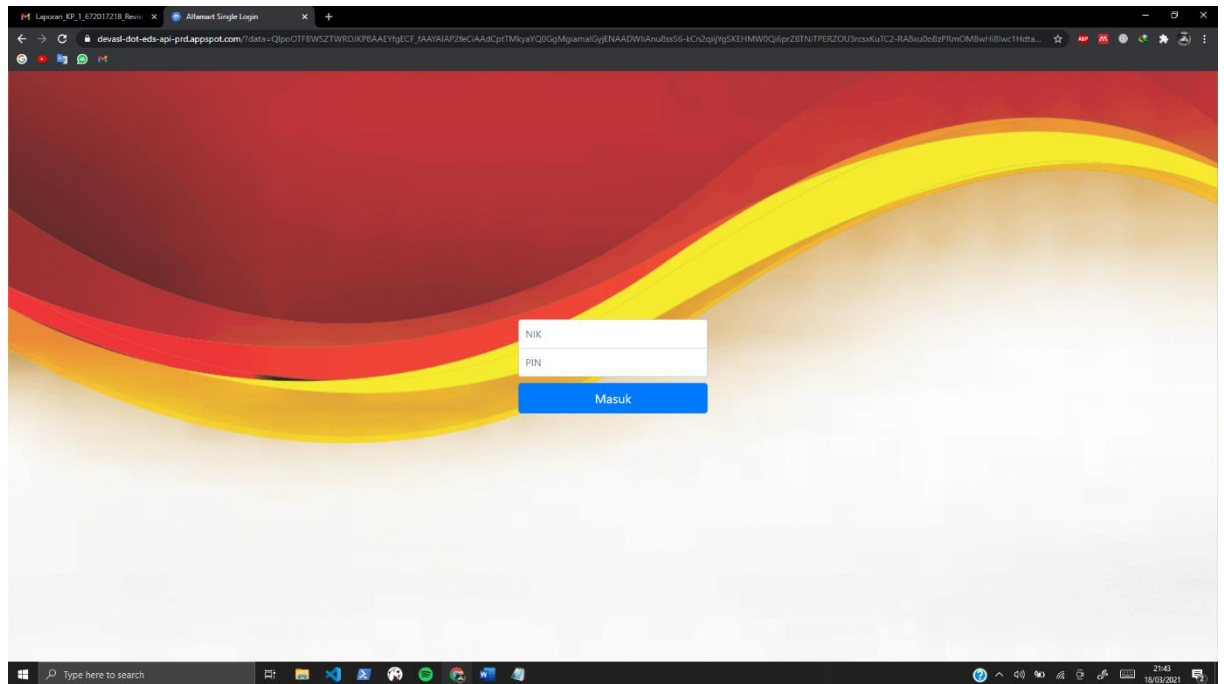 Laporan_KP_1_672017218_Revis
Alfamart Single Login
devasl-dot-eds-api-prd.appspot.com
NIK
PIN
Masuk
Type here to search
21:43
18/03/2021